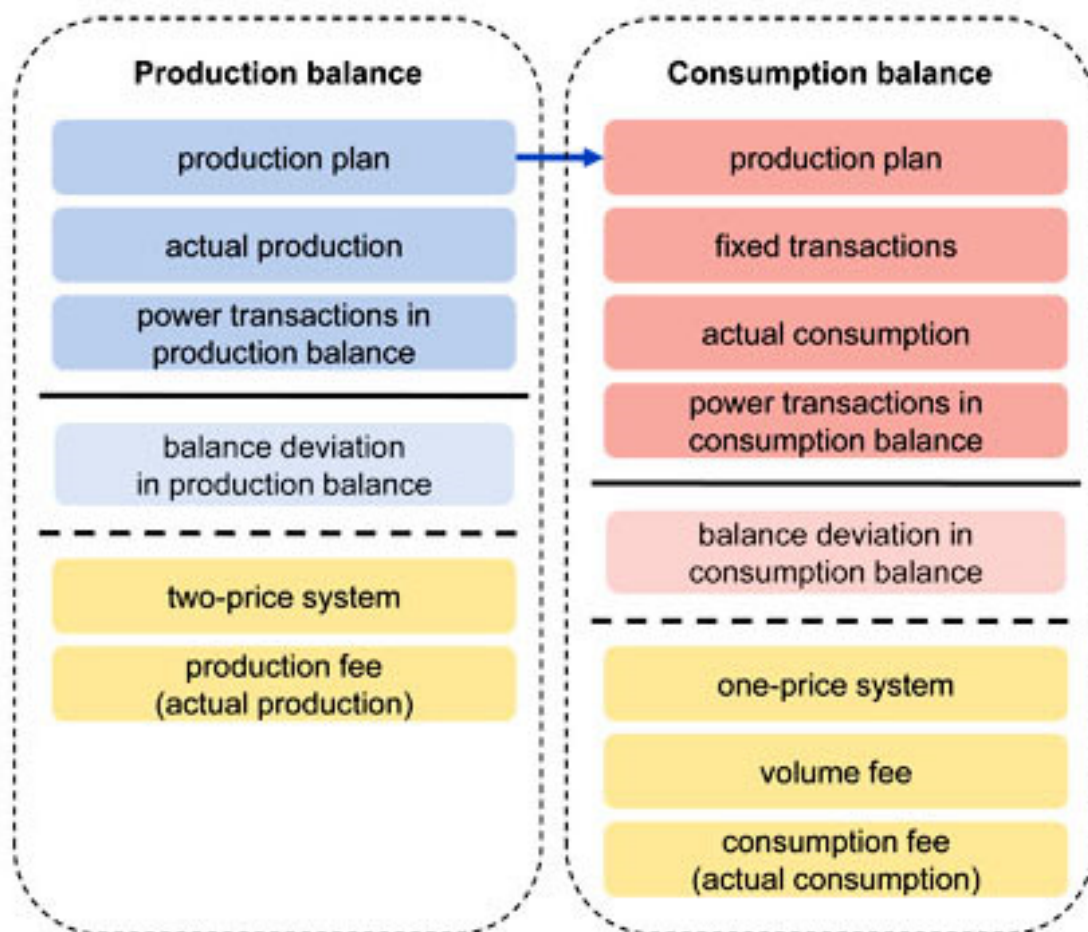 Production balance
production plan
actual production
power transactions in
production balance
balance deviation
in production balance
two-price system
production fee
(actual production)
Consumption balance
production plan
fixed transactions
actual consumption
power transactions in
consumption balance
balance deviation in
consumption balance
one-price system
volume fee
consumption fee
(actual consumption)